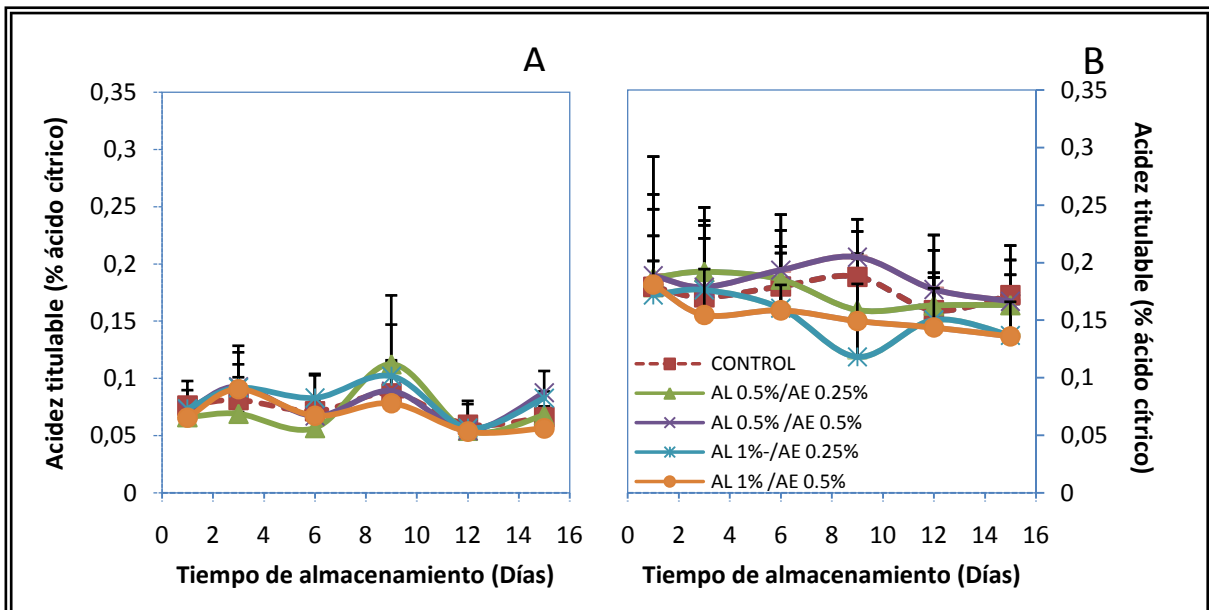 A
Acidez titulable (% ácido cítrico)
0,35
0,3
0,25
0,2
0,15
0,1
0,05
0
0 2 4 6 8 10 12 14 16
Tiempo de almacenamiento (Días)
B
0,35
0,3
0,25
0,2
0,15
0,1
0,05
0
Acidez titulable (% ácido cítrico)
CONTROL
AL 0.5%/AE 0.25%
AL 0.5% /AE 0.5%
AL 1%-/AE 0.25%
AL 1% /AE 0.5%
0 2 4 6 8 10 12 14 16
Tiempo de almacenamiento (Días)